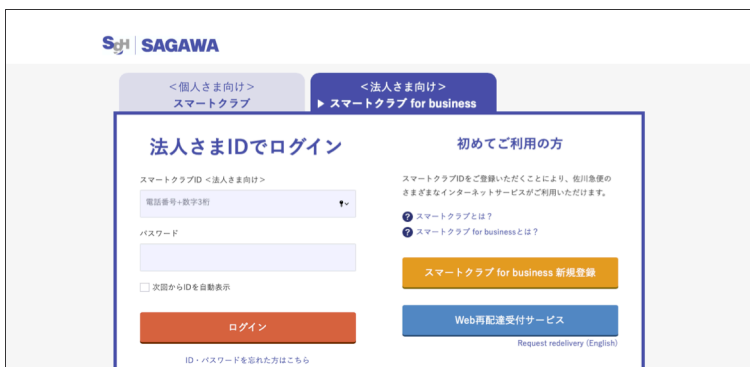 SGH SAGAWA
＜個人さま向け＞
スマートクラブ
＜法人さま向け＞
スマートクラブ for business
法人さまIDでログイン
スマートクラブID ＜法人さま向け＞
電話番号+数字3桁
パスワード
次回からIDを自動表示
ログイン
ID・パスワードを忘れた方はこちら
初めてご利用の方
スマートクラブIDをご登録いただくことにより、佐川急便の
さまざまなインターネットサービスがご利用いただけます。
? スマートクラブとは？
? スマートクラブ for businessとは？
スマートクラブ for business 新規登録
Web再配達受付サービス
Request redelivery (English)